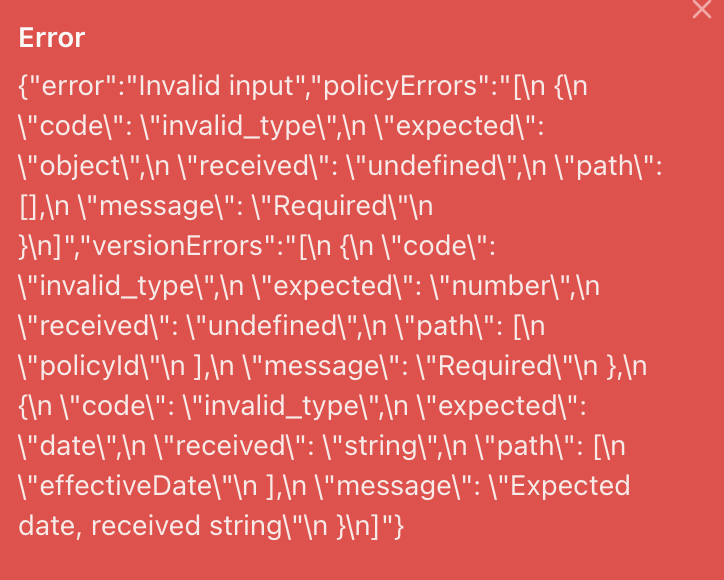 Error
{"error":"Invalid input","policyErrors":"[\n {\n
\"code\": \"invalid_type\",\n \"expected\":
\"object\",\n \"received\": \"undefined\",\n \"path\":
[],\n \"message\": \"Required\"\n
}\n]","versionErrors":"[\n {\n \"code\":
\"invalid_type\",\n \"expected\": \"number\",\n
\"received\": \"undefined\",\n \"path\": [\n
\"policyId\"\n ],\n \"message\": \"Required\"\n },\n
{\n \"code\": \"invalid_type\",\n \"expected\":
\"date\",\n \"received\": \"string\",\n \"path\": [\n
\"effectiveDate\"\n ],\n \"message\": \"Expected
date, received string\"\n }\n]"}